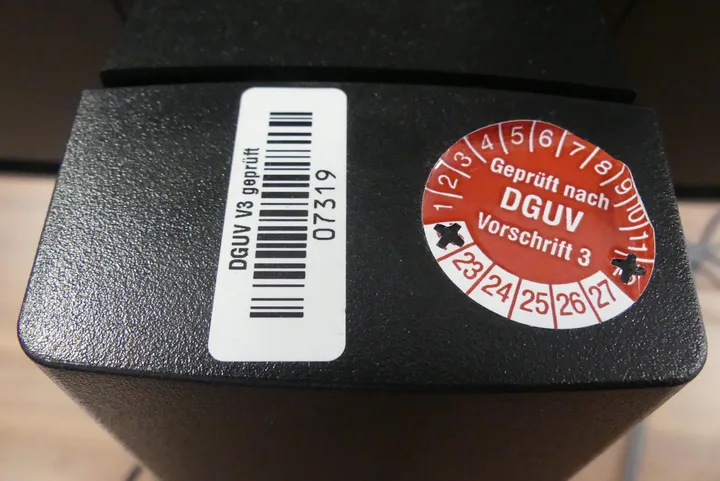 DGUV V3 geprüft
07319
1 2 3 4 5 6 7 8 9 10 11
Geprüft nach
DGUV
Vorschrift 3
23 24 25 26 27